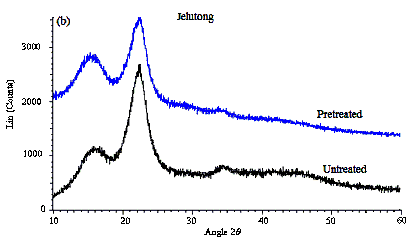 (b) Jelutong
3000
2000
1000
0
Lin (Counts)
Pretreated
Untreated
10 20 30 40 50 60
Angle 2θ